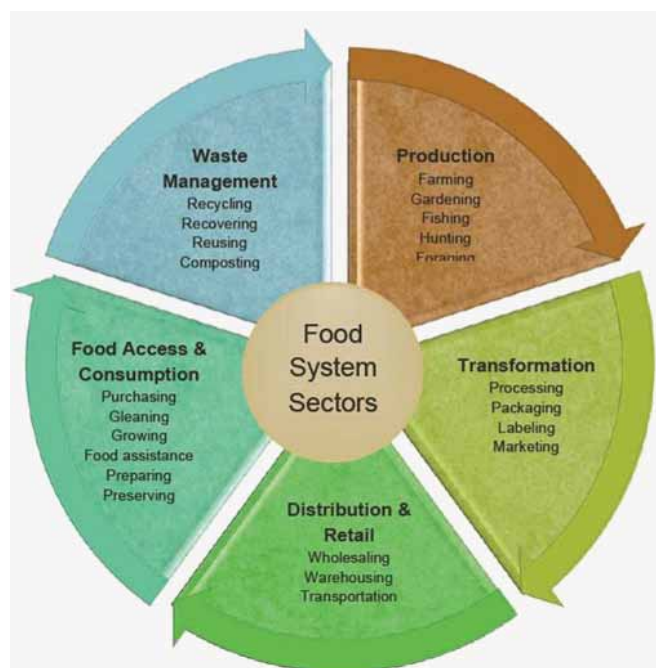 Food
System
Sectors
Production
Farming
Gardening
Fishing
Hunting
Foraging
Transformation
Processing
Packaging
Labeling
Marketing
Distribution &
Retail
Wholesaling
Warehousing
Transportation
Food Access &
Consumption
Purchasing
Gleaning
Growing
Food assistance
Preparing
Preserving
Waste
Management
Recycling
Recovering
Reusing
Composting